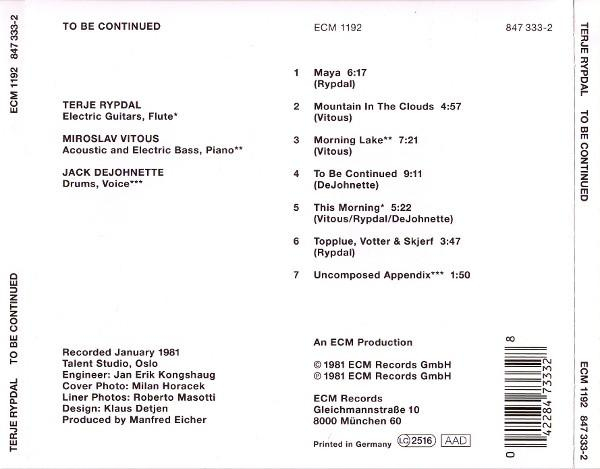 ECM 1192 847 333-2
TERJE RYPDAL TO BE CONTINUED
TO BE CONTINUED
ECM 1192
847 333-2
TERJE RYPDAL
Electric Guitars, Flute*
MIROSLAV VITOUS
Acoustic and Electric Bass, Piano**
JACK DEJOHNETTE
Drums, Voice***
1 Maya 6:17
(Rypdal)
2 Mountain In The Clouds 4:57
(Vitous)
3 Morning Lake** 7:21
(Vitous)
4 To Be Continued 9:11
(DeJohnette)
5 This Morning* 5:22
(Vitous/Rypdal/DeJohnette)
6 Topplue, Votter & Skjerf 3:47
(Rypdal)
7 Uncomposed Appendix*** 1:50
Recorded January 1981
Talent Studio, Oslo
Engineer: Jan Erik Kongshaug
Cover Photo: Milan Horacek
Liner Photos: Roberto Masotti
Design: Klaus Detjen
Produced by Manfred Eicher
An ECM Production
© 1981 ECM Records GmbH
℗ 1981 ECM Records GmbH
ECM Records
Gleichmannstraße 10
8000 München 60
Printed in Germany LC 2516 AAD
0 42284 73332 8
TERJE RYPDAL TO BE CONTINUED
ECM 1192 847 333-2